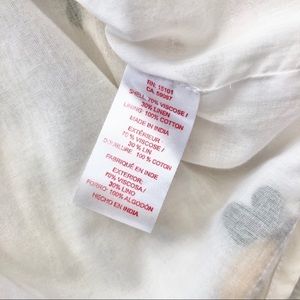 RN: 15101
CA: 59097
SHELL: 70% VISCOSE /
30% LINEN
LINING: 100% COTTON
MADE IN INDIA
EXTÉRIEUR:
70 % VISCOSE /
30 % LIN
DOUBLURE : 100 % COTON
FABRIQUÉ EN INDE
EXTERIOR:
70% VISCOSA /
30% LINO
FORRO: 100% ALGODÓN
HECHO EN INDIA